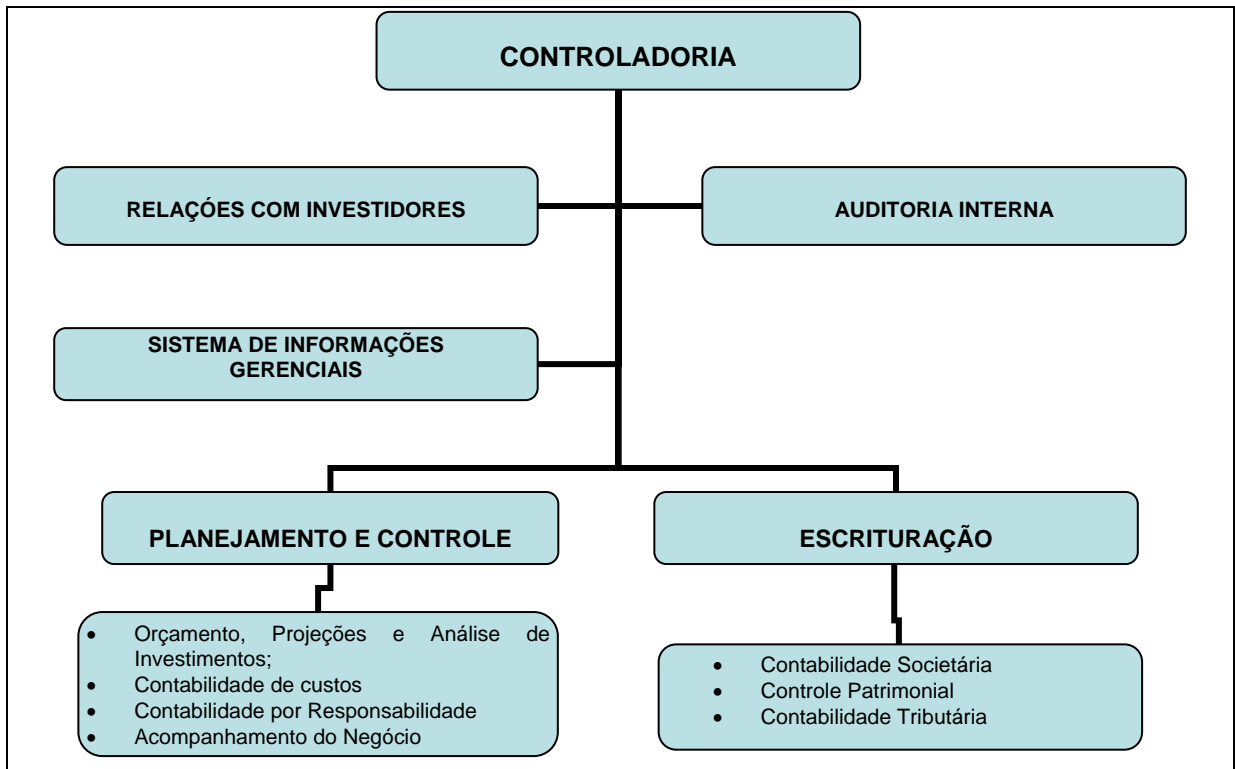 CONTROLADORIA
RELAÇÓES COM INVESTIDORES
AUDITORIA INTERNA
SISTEMA DE INFORMAÇÕES
GERENCIAIS
PLANEJAMENTO E CONTROLE
ESCRITURAÇÃO
• Orçamento, Projeções e Análise de
Investimentos;
• Contabilidade de custos
• Contabilidade por Responsabilidade
• Acompanhamento do Negócio
• Contabilidade Societária
• Controle Patrimonial
• Contabilidade Tributária